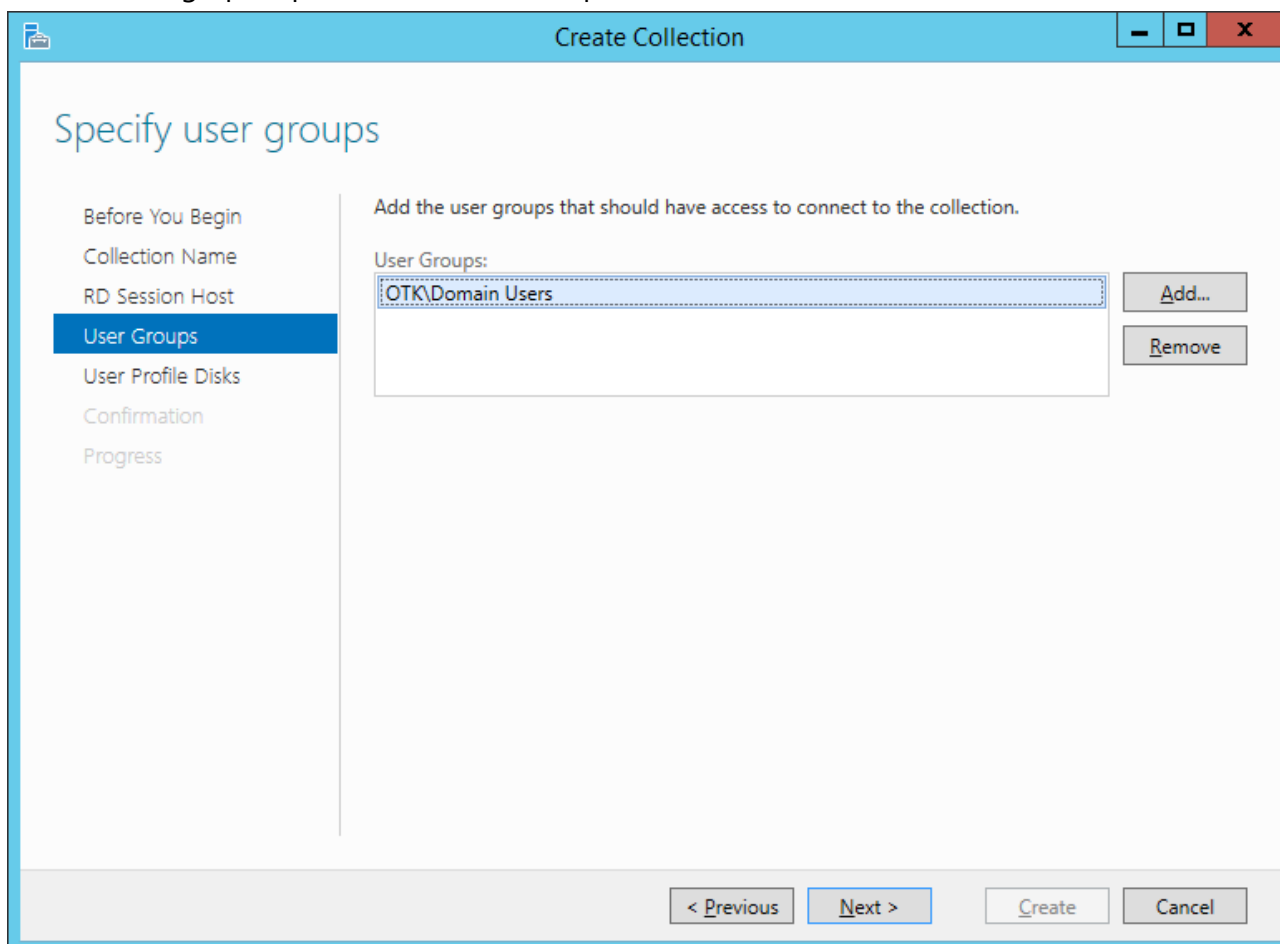 Create Collection
Specify user groups
Before You Begin
Collection Name
RD Session Host
User Groups
User Profile Disks
Confirmation
Progress
Add the user groups that should have access to connect to the collection.
User Groups:
OTK\Domain Users
Add...
Remove
< Previous
Next >
Create
Cancel